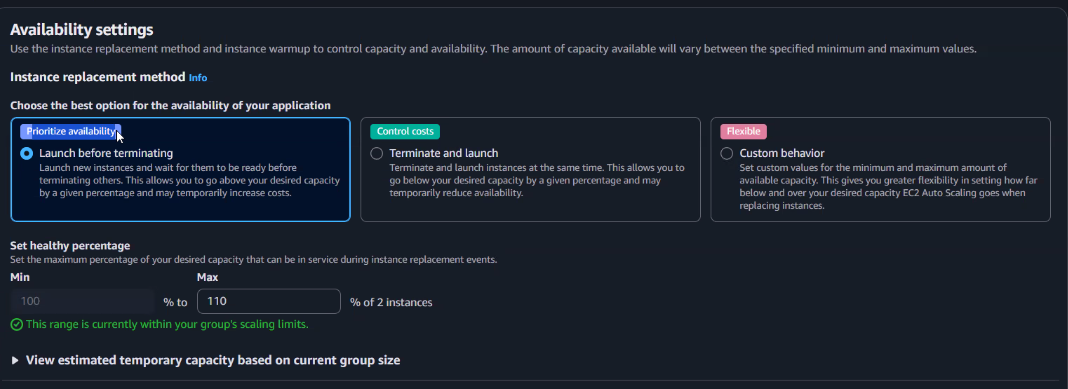 Availability settings
Use the instance replacement method and instance warmup to control capacity and availability. The amount of capacity available will vary between the specified minimum and maximum values.
Instance replacement method Info
Choose the best option for the availability of your application
Prioritize availability
Launch before terminating
Launch new instances and wait for them to be ready before
terminating others. This allows you to go above your desired capacity
by a given percentage and may temporarily increase costs.
Control costs
Terminate and launch
Terminate and launch instances at the same time. This allows you to
go below your desired capacity by a given percentage and may
temporarily reduce availability.
Flexible
Custom behavior
Set custom values for the minimum and maximum amount of
available capacity. This gives you greater flexibility in setting how far
below and over your desired capacity EC2 Auto Scaling goes when
replacing instances.
Set healthy percentage
Set the maximum percentage of your desired capacity that can be in service during instance replacement events.
Min Max
100 % to 110 % of 2 instances
This range is currently within your group's scaling limits.
View estimated temporary capacity based on current group size